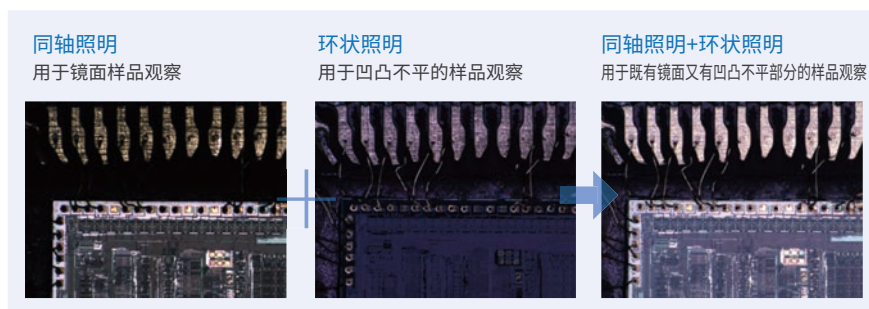 同轴照明
用于镜面样品观察
环状照明
用于凹凸不平的样品观察
同轴照明+环状照明
用于既有镜面又有凹凸不平部分的样品观察